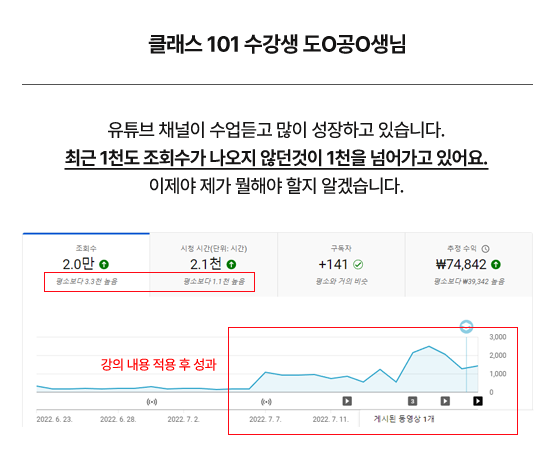 클래스 101 수강생 도O공O생님
유튜브 채널이 수업듣고 많이 성장하고 있습니다.
최근 1천도 조회수가 나오지 않던것이 1천을 넘어가고 있어요.
이제야 제가 뭘해야 할지 알겠습니다.
조회수 시청 시간(단위: 시간) 구독자 추정 수익
2.0만 2.1천 +141 ₩74,842
평소보다 3.3천 높음 평소보다 1.1천 높음 평소와 거의 비슷 평소보다 ₩39,342 높음
3,000
강의 내용 적용 후 성과
2,000
1,000
0
3
2022. 6. 23. 2022. 6. 28. 2022. 7. 2. 2022. 7. 7. 2022. 7. 11. 게시된 동영상 1개